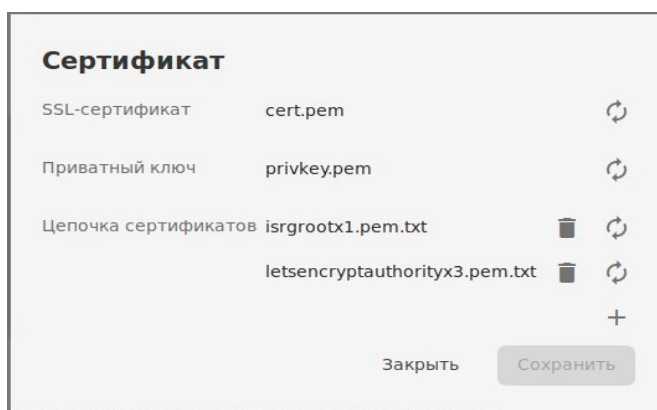 Сертификат
SSL-сертификат cert.pem
Приватный ключ privkey.pem
Цепочка сертификатов isrgrootx1.pem.txt
letsencryptauthorityx3.pem.txt
Закрыть Сохранить